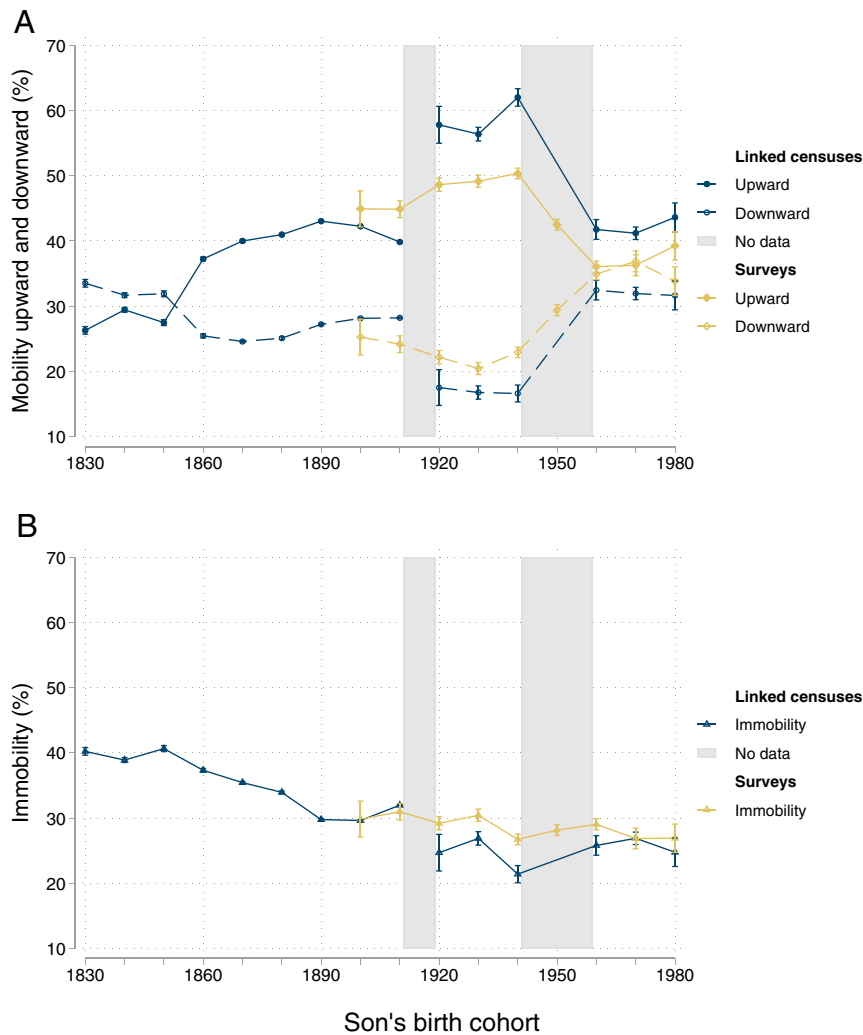 A
Mobility upward and downward (%)
70
60
50
40
30
20
10
1830
1860
1890
1920
1950
1980
Linked censuses
Upward
Downward
No data
Surveys
Upward
Downward
B
Immobility (%)
70
60
50
40
30
20
10
1830
1860
1890
1920
1950
1980
Linked censuses
Immobility
No data
Surveys
Immobility
Son's birth cohort